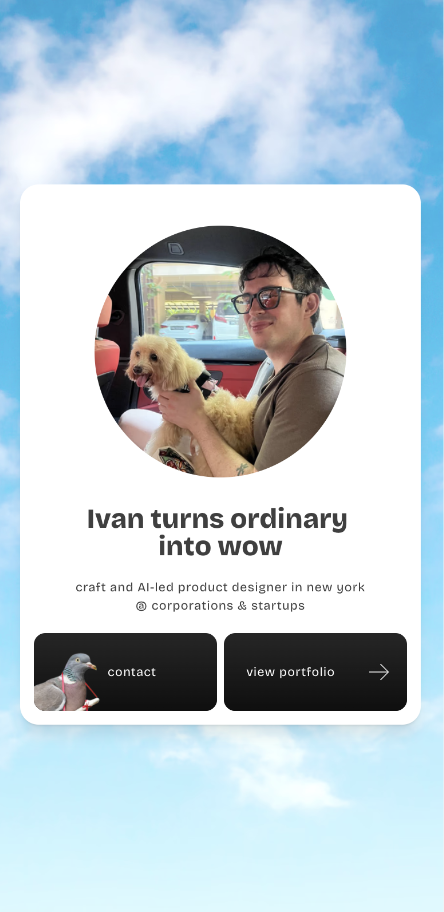 Ivan turns ordinary
into wow
craft and AI-led product designer in new york
@ corporations & startups
contact
view portfolio